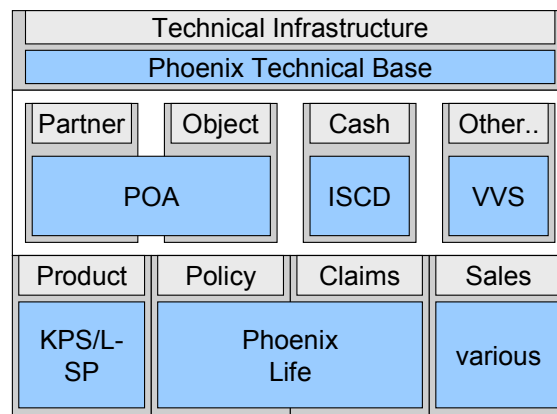 Technical Infrastructure
Phoenix Technical Base
Partner
Object
Cash
Other..
POA
ISCD
VVS
Product
Policy
Claims
Sales
KPS/L-
SP
Phoenix
Life
various